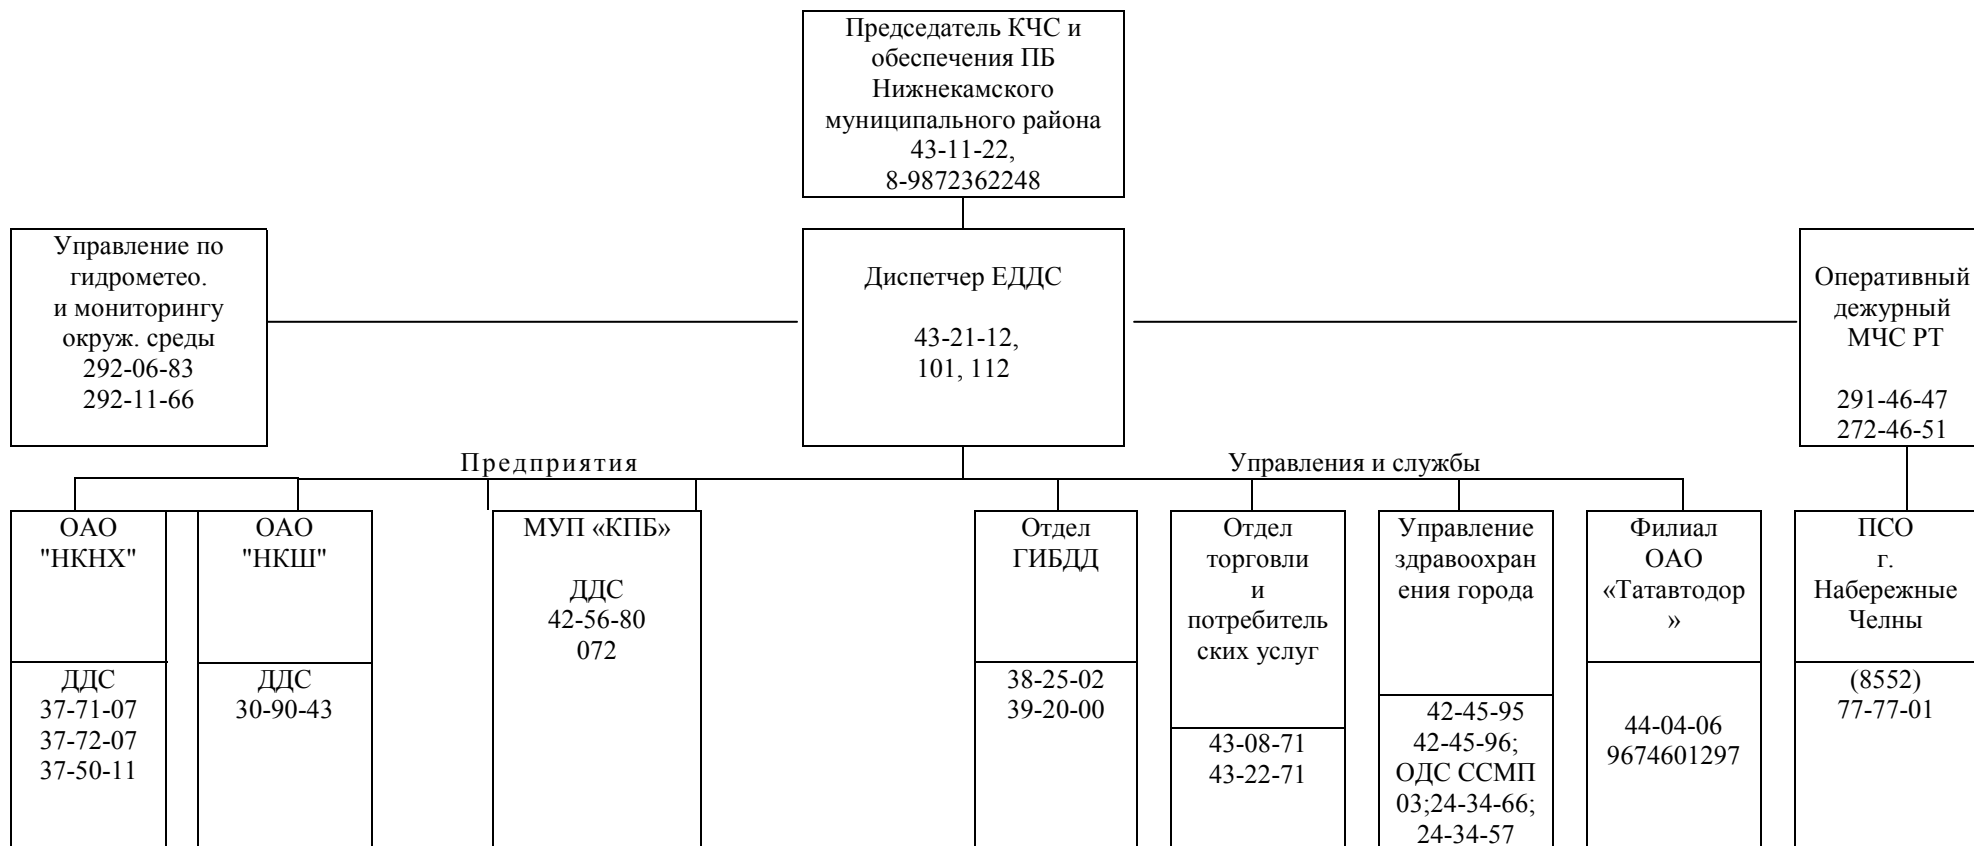 Председатель КЧС и
обеспечения ПБ
Нижнекамского
муниципального района
43-11-22,
8-9872362248
Управление по
гидрометео.
и мониторингу
окруж. среды
292-06-83
292-11-66
Диспетчер ЕДДС
43-21-12,
101, 112
Оперативный
дежурный
МЧС РТ
291-46-47
272-46-51
Предприятия
Управления и службы
ОАО
"НКНХ"
ДДС
37-71-07
37-72-07
37-50-11
ОАО
"НКШ"
ДДС
30-90-43
МУП «КПБ»
ДДС
42-56-80
072
Отдел
ГИБДД
38-25-02
39-20-00
Отдел
торговли
и
потребитель
ских услуг
43-08-71
43-22-71
Управление
здравоохран
ения города
42-45-95
42-45-96;
ОДС ССМП
03;24-34-66;
24-34-57
Филиал
ОАО
«Татавтодор
»
44-04-06
9674601297
ПСО
г.
Набережные
Челны
(8552)
77-77-01